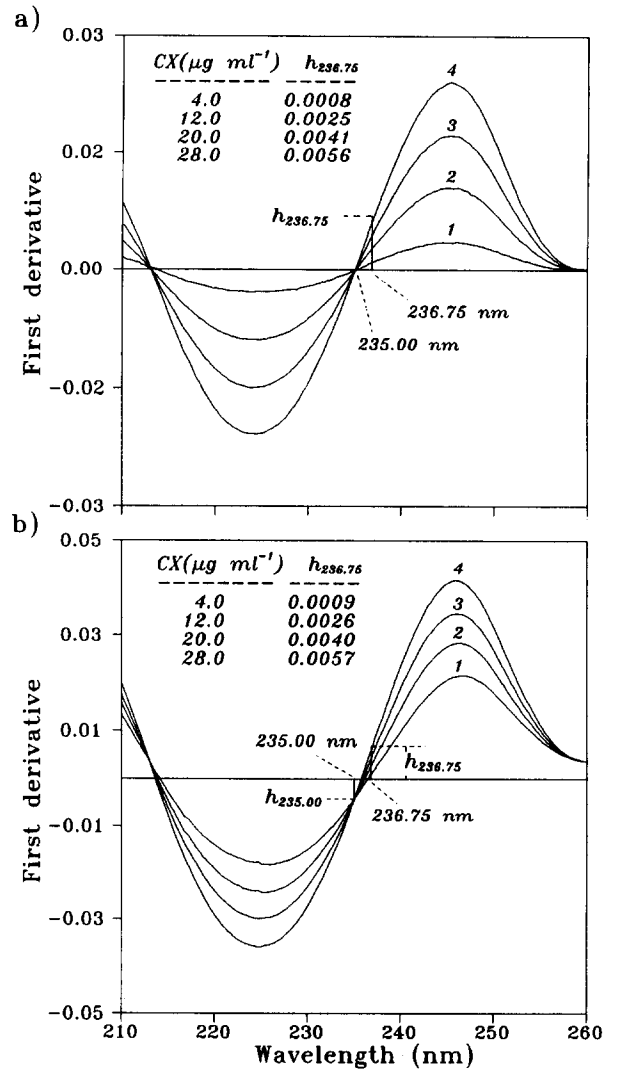 a)
0.03
0.02
0.00
−0.02
−0.03
First derivative
CX(μg ml⁻¹) h₂₃₆.₇₅
4.0 0.0008
12.0 0.0025
20.0 0.0041
28.0 0.0056
4
3
2
1
h₂₃₆.₇₅
236.75 nm
235.00 nm
b)
0.05
0.03
0.01
−0.01
−0.03
−0.05
First derivative
CX(μg ml⁻¹) h₂₃₆.₇₅
4.0 0.0009
12.0 0.0026
20.0 0.0040
28.0 0.0057
4
3
2
1
235.00 nm
h₂₃₆.₇₅
h₂₃₅.₀₀
236.75 nm
210 220 230 240 250 260
Wavelength (nm)